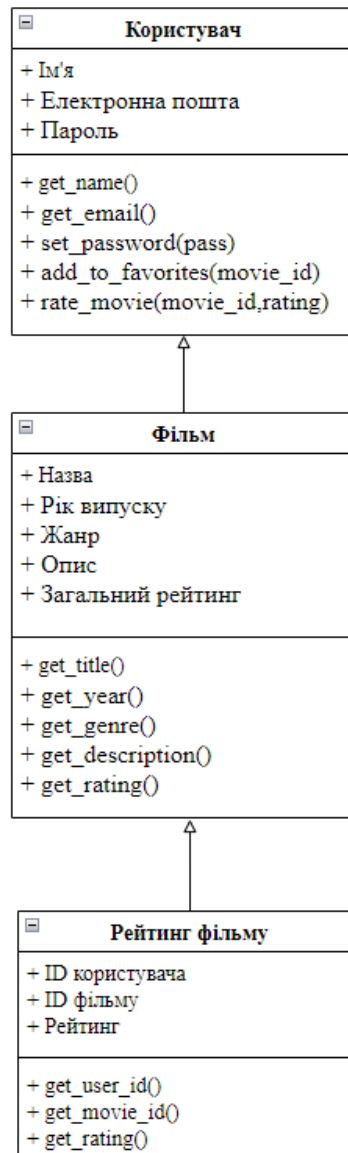 Користувач
+ Ім'я
+ Електронна пошта
+ Пароль
+ get_name()
+ get_email()
+ set_password(pass)
+ add_to_favorites(movie_id)
+ rate_movie(movie_id,rating)
Фільм
+ Назва
+ Рік випуску
+ Жанр
+ Опис
+ Загальний рейтинг
+ get_title()
+ get_year()
+ get_genre()
+ get_description()
+ get_rating()
Рейтинг фільму
+ ID користувача
+ ID фільму
+ Рейтинг
+ get_user_id()
+ get_movie_id()
+ get_rating()